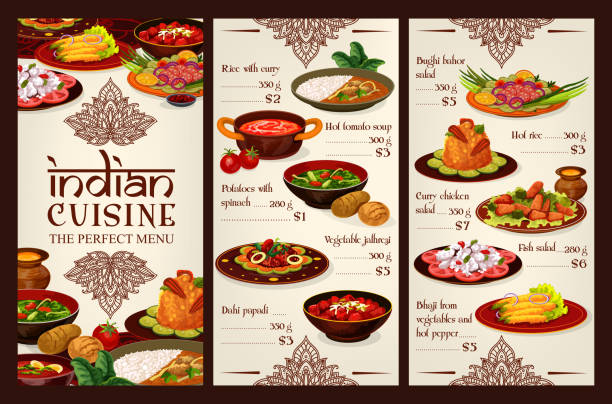 indian
CUISINE
THE PERFECT MENU
Rice with curry
350 g
$2
Hot tomato soup
300 g
$3
Potatoes with
spinach 280 g
$1
Vegetable jalfrezi
300 g
$5
Dahi papadi
350 g
$3
Bughi bahor
salad
350 g
$5
Hot rice 300 g
$3
Curry chicken
salad 350 g
$7
Fish salad 280 g
$6
Bhaji from
vegetables and
hot pepper
$5